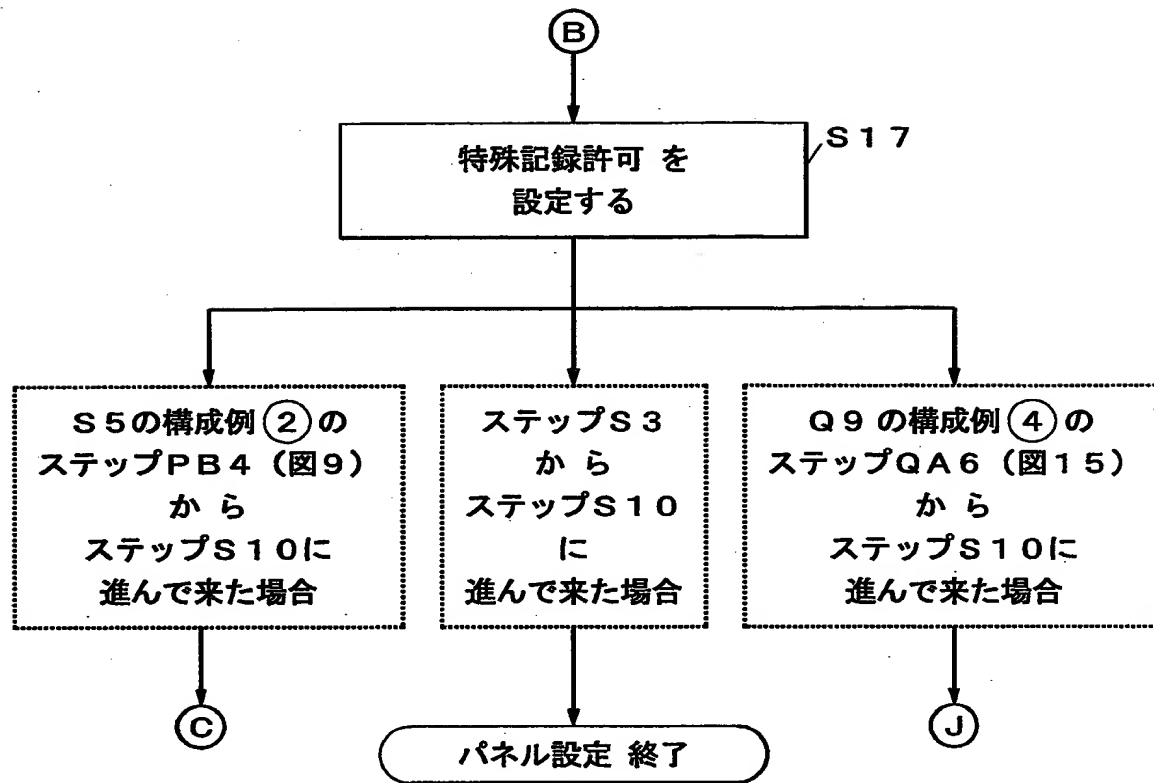 B
S17
特殊記録許可 を
設定する
S5の構成例②の
ステップPB4(図9)
か ら
ステップS10に
進んで来た場合
ステップS3
か ら
ステップS10
に
進んで来た場合
Q9の構成例④の
ステップQA6(図15)
か ら
ステップS10に
進んで来た場合
C
パネル設定 終了
J